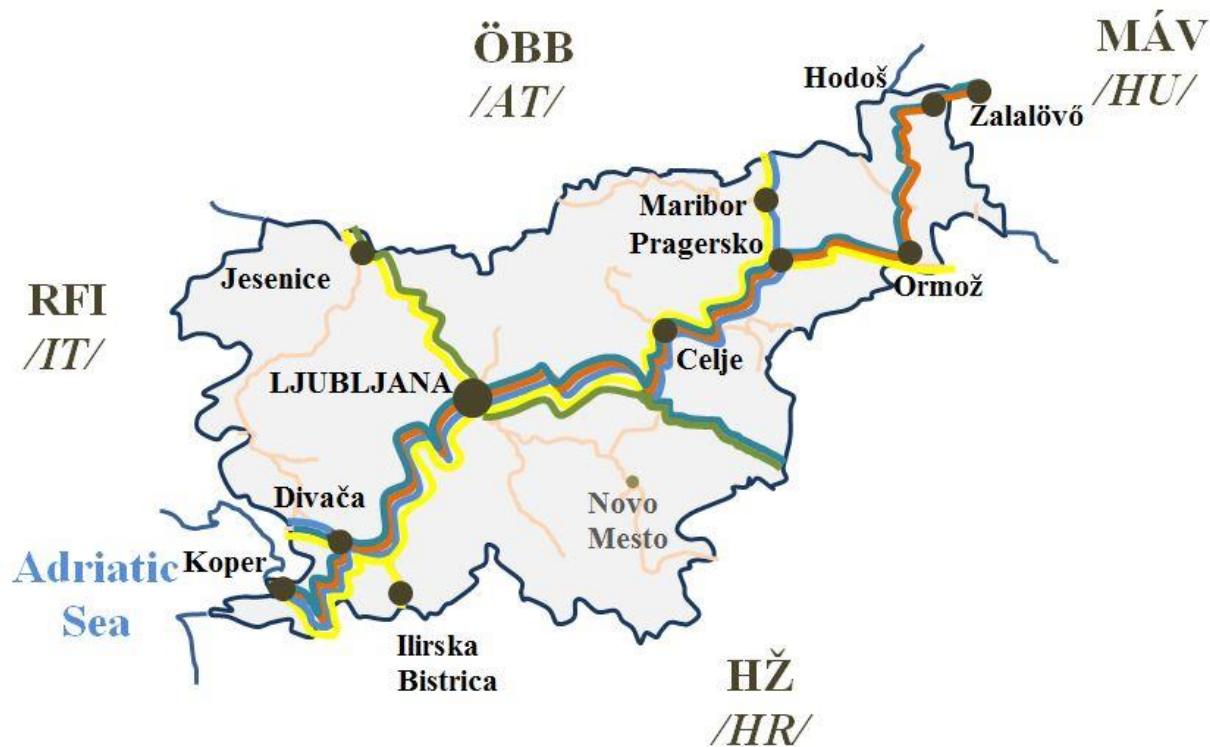 ÖBB
/AT/
MÁV
/HU/
Hodoš
Zalalövő
Maribor
Pragersko
Ormož
Jesenice
RFI
/IT/
LJUBLJANA
Celje
Divača
Novo
Mesto
Koper
Adriatic
Sea
Ilirska
Bistrica
HŽ
/HR/